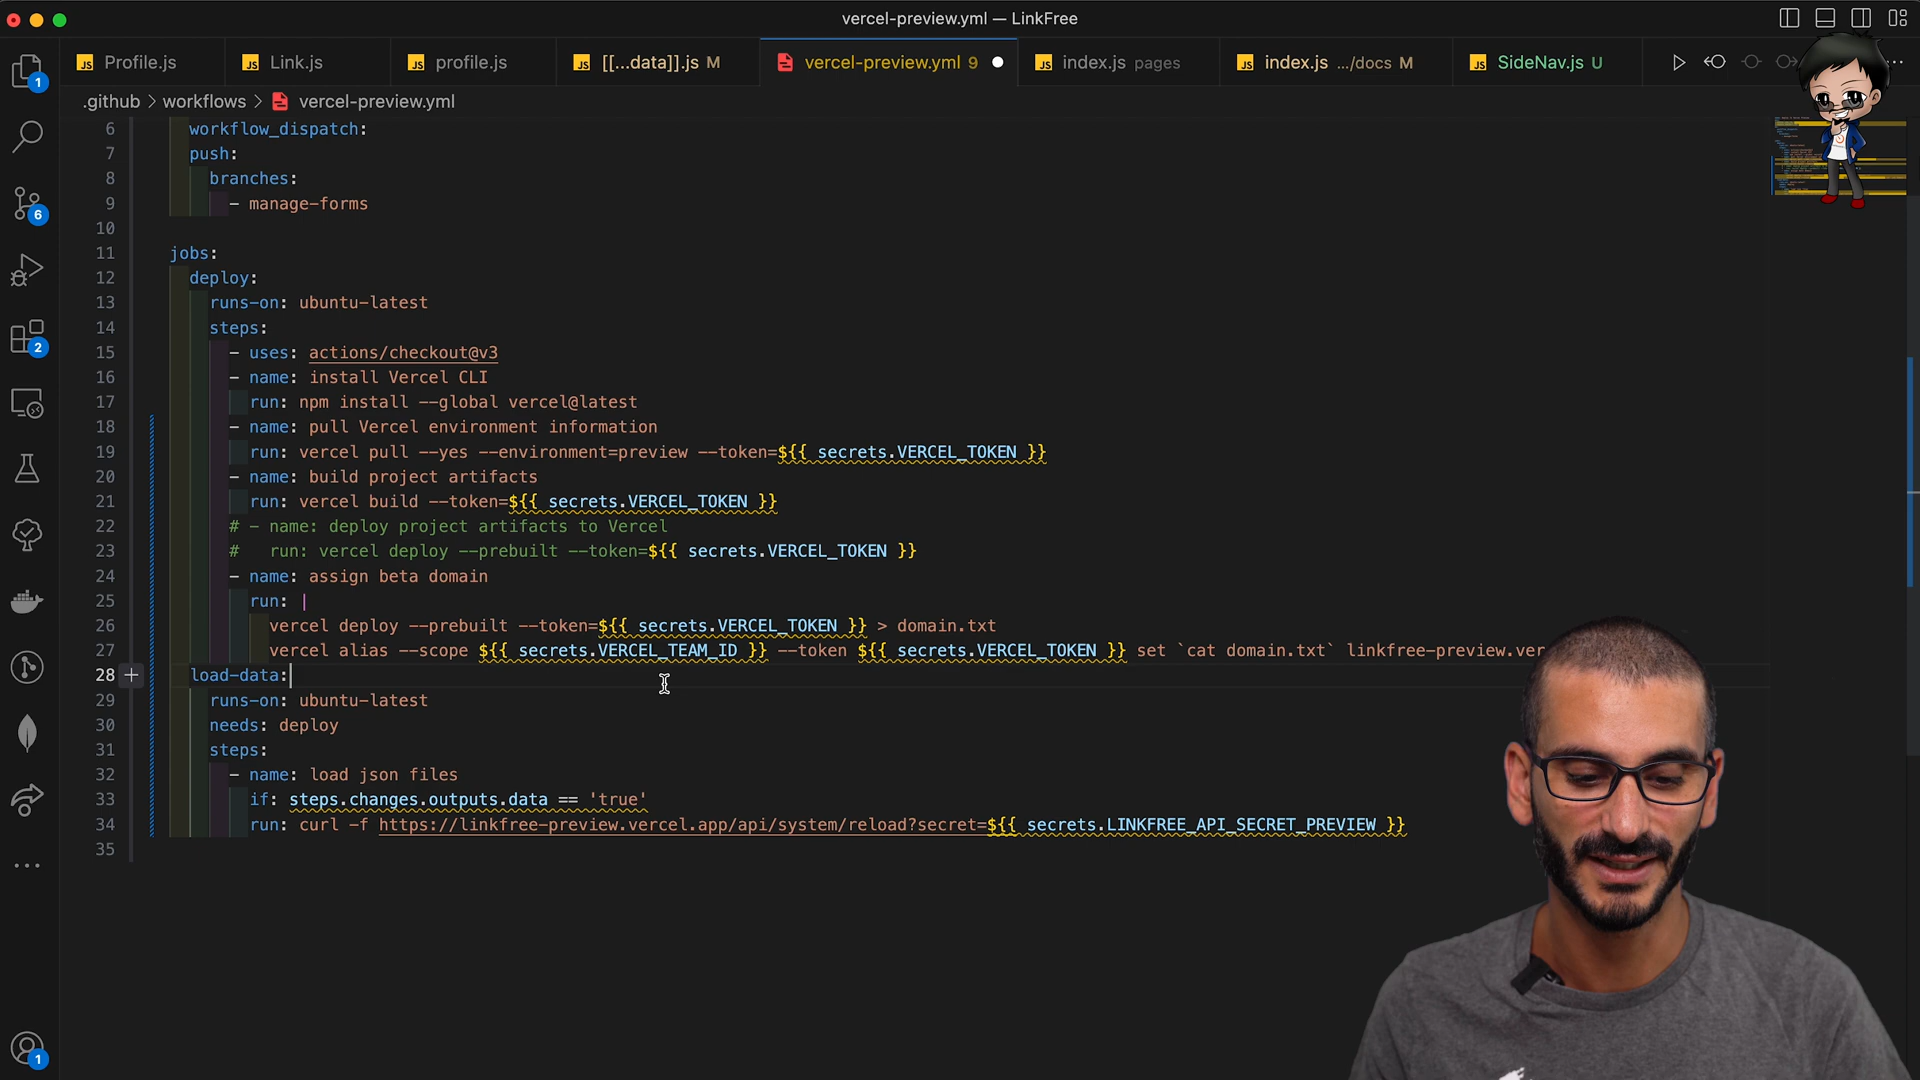 vercel-preview.yml — LinkFree
Profile.js
Link.js
profile.js
[[...data]].js M
vercel-preview.yml 9
index.js pages
index.js .../docs M
SideNav.js U
.github > workflows > vercel-preview.yml
6 workflow_dispatch:
7 push:
8 branches:
9 - manage-forms
10
11 jobs:
12 deploy:
13 runs-on: ubuntu-latest
14 steps:
15 - uses: actions/checkout@v3
16 - name: install Vercel CLI
17 run: npm install --global vercel@latest
18 - name: pull Vercel environment information
19 run: vercel pull --yes --environment=preview --token=${{ secrets.VERCEL_TOKEN }}
20 - name: build project artifacts
21 run: vercel build --token=${{ secrets.VERCEL_TOKEN }}
22 # - name: deploy project artifacts to Vercel
23 #   run: vercel deploy --prebuilt --token=${{ secrets.VERCEL_TOKEN }}
24 - name: assign beta domain
25 run: |
26 vercel deploy --prebuilt --token=${{ secrets.VERCEL_TOKEN }} > domain.txt
27 vercel alias --scope ${{ secrets.VERCEL_TEAM_ID }} --token ${{ secrets.VERCEL_TOKEN }} set `cat domain.txt` linkfree-preview.ver
28 load-data:
29 runs-on: ubuntu-latest
30 needs: deploy
31 steps:
32 - name: load json files
33 if: steps.changes.outputs.data == 'true'
34 run: curl -f https://linkfree-preview.vercel.app/api/system/reload?secret=${{ secrets.LINKFREE_API_SECRET_PREVIEW }}
35
1
6
2
1